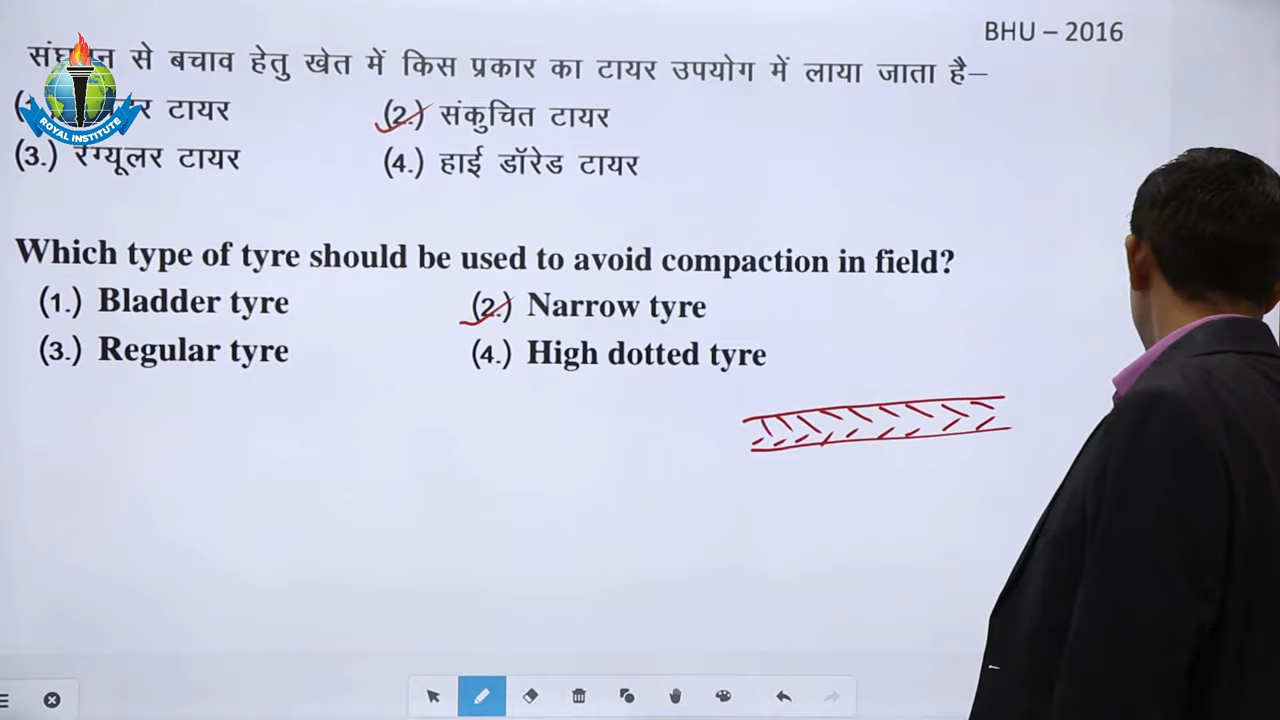 BHU – 2016
से बचाव हेतु खेत में किस प्रकार का टायर उपयोग में लाया जाता है–
टायर (2.) संकुचित टायर
(3.) रेग्यूलर टायर (4.) हाई डॉरेड टायर
ROYAL INSTITUTE
Which type of tyre should be used to avoid compaction in field?
(1.) Bladder tyre (2.) Narrow tyre
(3.) Regular tyre (4.) High dotted tyre